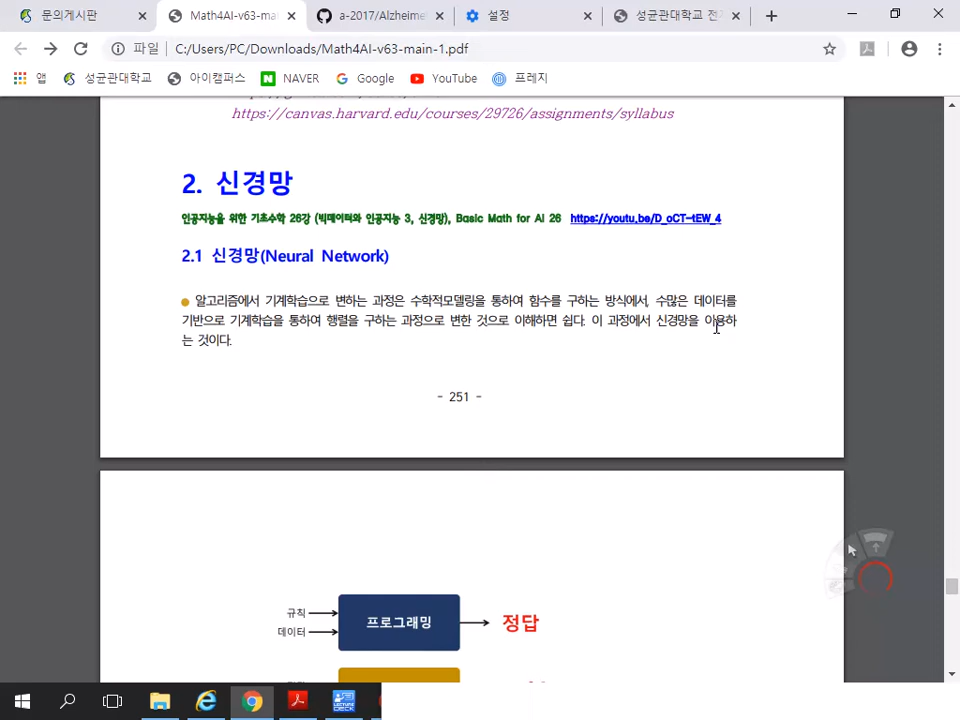 문의게시판
Math4AI-v63-mai
a-2017/Alzheime
설정
성균관대학교 전
파일
C:/Users/PC/Downloads/Math4AI-v63-main-1.pdf
앱
성균관대학교
아이캠퍼스
NAVER
Google
YouTube
프레지
https://canvas.harvard.edu/courses/29726/assignments/syllabus
2. 신경망
인공지능을 위한 기초수학 26강 (빅데이터와 인공지능 3, 신경망), Basic Math for AI 26 https://youtu.be/D_oCT-tEW_4
2.1 신경망(Neural Network)
● 알고리즘에서 기계학습으로 변하는 과정은 수학적모델링을 통하여 함수를 구하는 방식에서, 수많은 데이터를
기반으로 기계학습을 통하여 행렬을 구하는 과정으로 변한 것으로 이해하면 쉽다. 이 과정에서 신경망을 이용하
는 것이다.
- 251 -
규칙
데이터
프로그래밍
정답
LECTURE
DECK